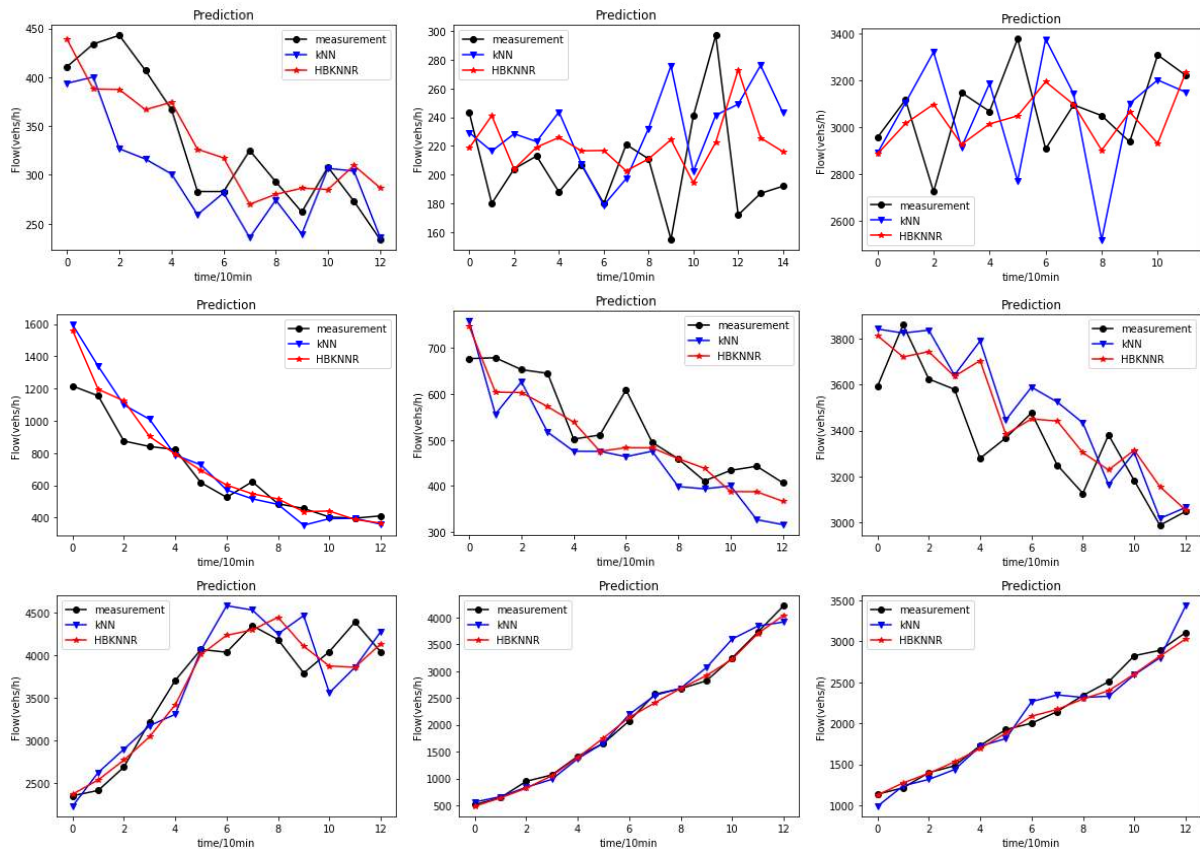 Prediction
Flow(vehs/h)
450
400
350
300
250
measurement
kNN
HBKNNR
0 2 4 6 8 10 12
time/10min
Prediction
Flow(vehs/h)
300
280
260
240
220
200
180
160
measurement
kNN
HBKNNR
0 2 4 6 8 10 12 14
time/10min
Prediction
Flow(vehs/h)
3400
3200
3000
2800
2600
measurement
kNN
HBKNNR
0 2 4 6 8 10
time/10min
Prediction
Flow(vehs/h)
1600
1400
1200
1000
800
600
400
measurement
kNN
HBKNNR
0 2 4 6 8 10 12
time/10min
Prediction
Flow(vehs/h)
700
600
500
400
300
measurement
kNN
HBKNNR
0 2 4 6 8 10 12
time/10min
Prediction
Flow(vehs/h)
3800
3600
3400
3200
3000
measurement
kNN
HBKNNR
0 2 4 6 8 10 12
time/10min
Prediction
Flow(vehs/h)
4500
4000
3500
3000
2500
measurement
kNN
HBKNNR
0 2 4 6 8 10 12
time/10min
Prediction
Flow(vehs/h)
4000
3500
3000
2500
2000
1500
1000
500
measurement
kNN
HBKNNR
0 2 4 6 8 10 12
time/10min
Prediction
Flow(vehs/h)
3500
3000
2500
2000
1500
1000
measurement
kNN
HBKNNR
0 2 4 6 8 10 12
time/10min